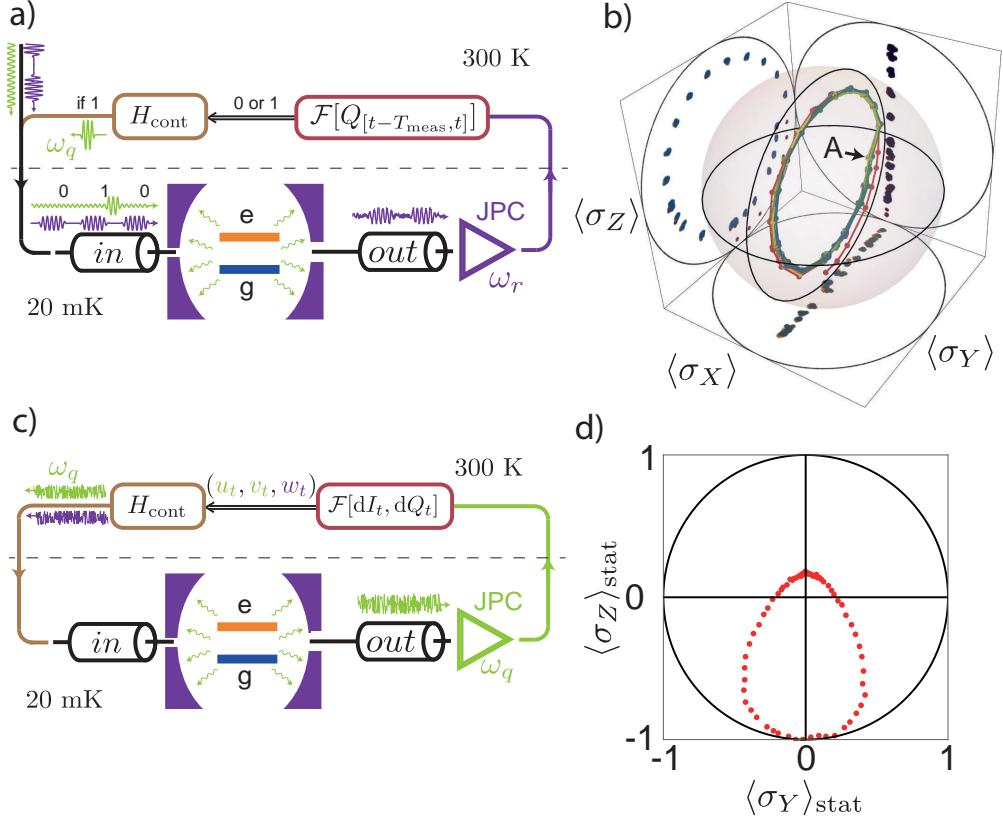 a)
300 K
if 1
H_cont
0 or 1
F[Q_[t−T_meas,t]]
ω_q
0 1 0
in
e
g
out
JPC
ω_r
20 mK
b)
A
⟨σ_Z⟩
⟨σ_X⟩
⟨σ_Y⟩
c)
ω_q
300 K
H_cont
(u_t, v_t, w_t)
F[dI_t, dQ_t]
in
e
g
out
JPC
ω_q
20 mK
d)
1
⟨σ_Z⟩_stat
0
-1
-1 0 1
⟨σ_Y⟩_stat